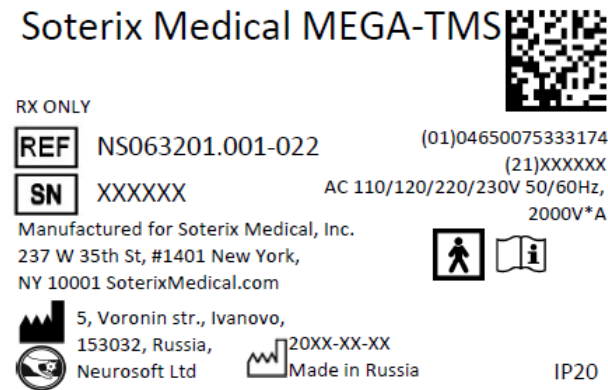 Soterix Medical MEGA-TMS
RX ONLY
REF NS063201.001-022
(01)04650075333174
(21)XXXXXX
SN XXXXXX
AC 110/120/220/230V 50/60Hz,
2000V*A
Manufactured for Soterix Medical, Inc.
237 W 35th St, #1401 New York,
NY 10001 SoterixMedical.com
5, Voronin str., Ivanovo,
153032, Russia,
Neurosoft Ltd
20XX-XX-XX
Made in Russia
IP20